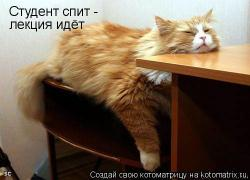 Студент спит -
лекция идёт
Создай свою котоматрицу на kotomatrix.ru